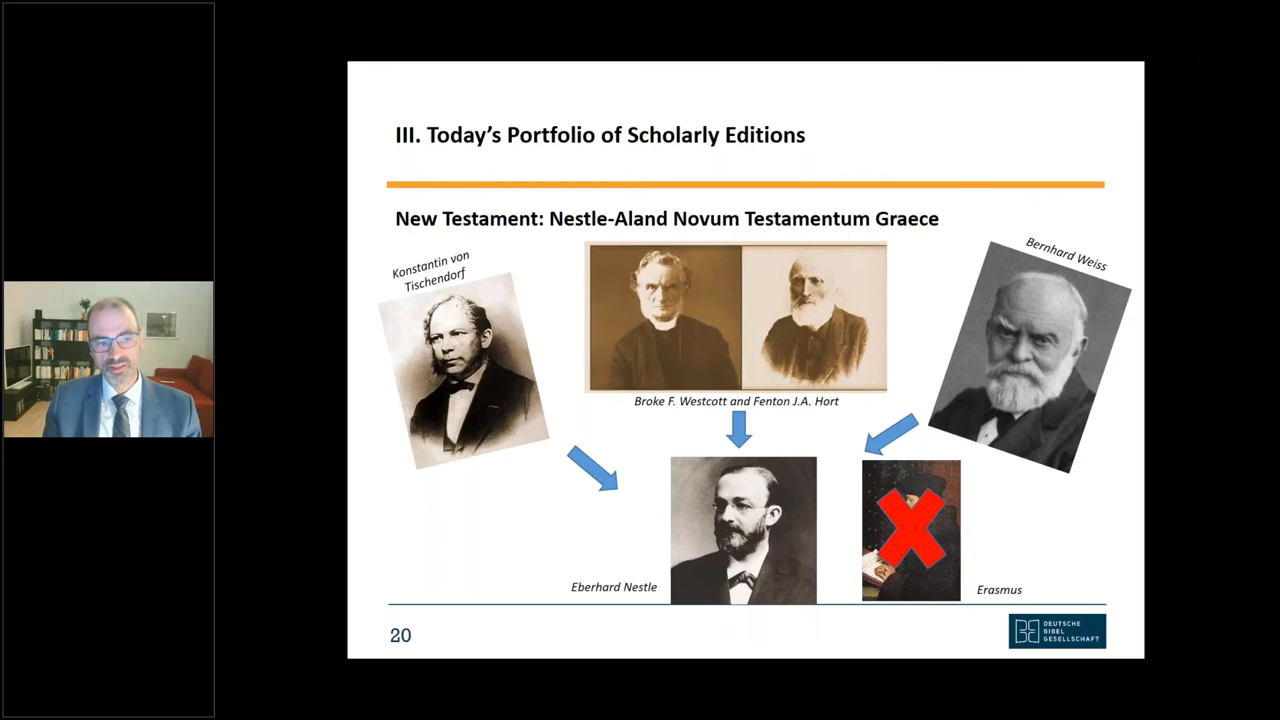 III. Today's Portfolio of Scholarly Editions
New Testament: Nestle-Aland Novum Testamentum Graece
Konstantin von
Tischendorf
Bernhard Weiss
Broke F. Westcott and Fenton J.A. Hort
Eberhard Nestle
Erasmus
20
DEUTSCHE
BIBEL
GESELLSCHAFT